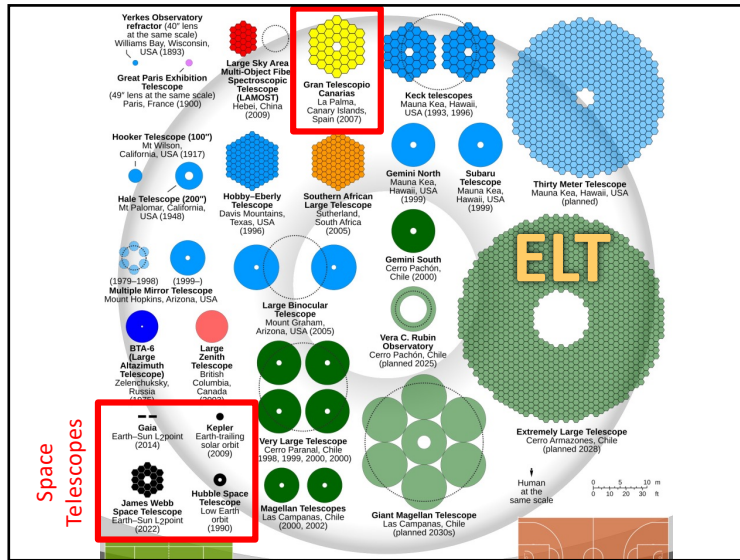 Yerkes Observatory
refractor (40″ lens
at the same scale)
Williams Bay, Wisconsin,
USA (1893)
Great Paris Exhibition
Telescope
(49″ lens at the same scale)
Paris, France (1900)
Large Sky Area
Multi-Object Fiber
Spectroscopic
Telescope
(LAMOST)
Hebei, China
(2009)
Gran Telescopio
Canarias
La Palma,
Canary Islands,
Spain (2007)
Keck telescopes
Mauna Kea, Hawaii,
USA (1993, 1996)
Thirty Meter Telescope
Mauna Kea, Hawaii, USA
(planned)
Hooker Telescope (100″)
Mt Wilson,
California, USA (1917)
Hale Telescope (200″)
Mt Palomar, California,
USA (1948)
Hobby–Eberly
Telescope
Davis Mountains,
Texas, USA
(1996)
Southern African
Large Telescope
Sutherland,
South Africa
(2005)
Gemini North
Mauna Kea,
Hawaii, USA
(1999)
Subaru
Telescope
Mauna Kea,
Hawaii, USA
(1999)
(1979–1998) (1999–)
Multiple Mirror Telescope
Mount Hopkins, Arizona, USA
Large Binocular
Telescope
Mount Graham,
Arizona, USA (2005)
Gemini South
Cerro Pachón,
Chile (2000)
ELT
Vera C. Rubin
Observatory
Cerro Pachón, Chile
(planned 2025)
BTA-6
(Large
Altazimuth
Telescope)
Zelenchuksky,
Russia
Large
Zenith
Telescope
British
Columbia,
Canada
Very Large Telescope
Cerro Paranal, Chile
1998, 1999, 2000, 2000)
Extremely Large Telescope
Cerro Armazones, Chile
(planned 2028)
Space
Telescopes
Gaia
Earth–Sun L2point
(2014)
Kepler
Earth-trailing
solar orbit
(2009)
James Webb
Space Telescope
Earth–Sun L2point
(2022)
Hubble Space
Telescope
Low Earth
orbit
(1990)
Magellan Telescopes
Las Campanas, Chile
(2000, 2002)
Giant Magellan Telescope
Las Campanas, Chile
(planned 2030s)
Human
at the
same scale
0 5 10 m
0 10 20 30 ft